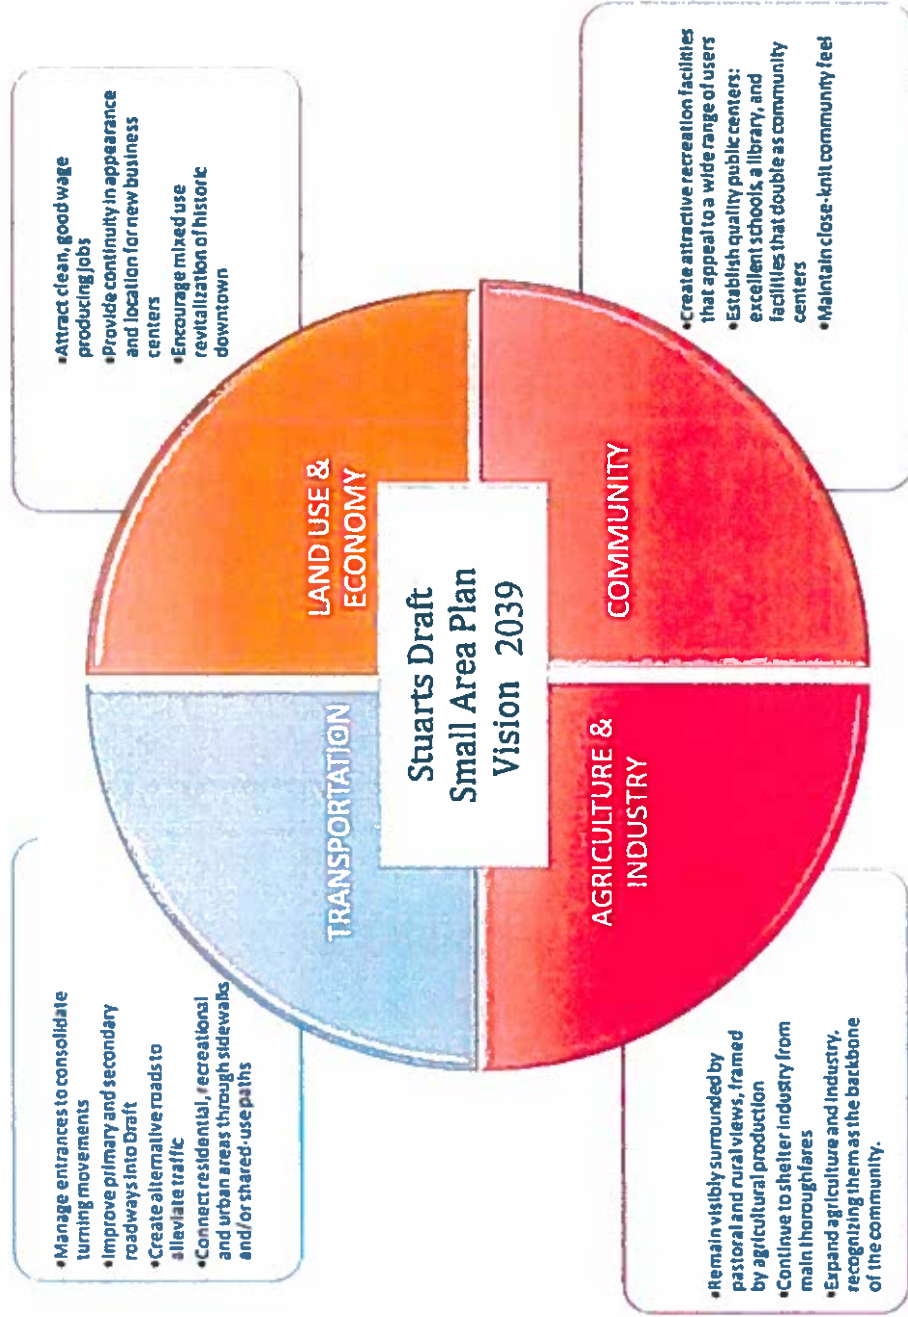 •Manage entrances to consolidate
turning movements
•Improve primary and secondary
roadways into Draft
•Create alternative roads to
alleviate traffic
•Connect residential, recreational
and urban areas through sidewalks
and/or shared-use paths
•Attract clean, good wage
producing jobs
•Provide continuity in appearance
and location for new business
centers
•Encourage mixed use
revitalization of historic
downtown
TRANSPORTATION
LAND USE &
ECONOMY
Stuarts Draft
Small Area Plan
Vision 2039
AGRICULTURE &
INDUSTRY
COMMUNITY
•Remain visibly surrounded by
pastoral and rural views, framed
by agricultural production
•Continue to shelter industry from
main thoroughfares
•Expand agriculture and industry,
recognizing them as the backbone
of the community.
•Create attractive recreation facilities
that appeal to a wide range of users
•Establish quality public centers:
excellent schools, a library, and
facilities that double as community
centers
•Maintain close-knit community feel